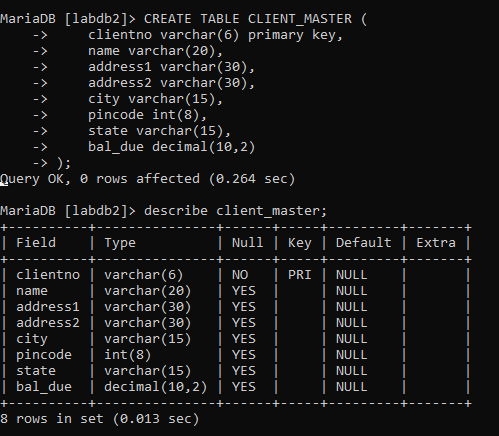 MariaDB [labdb2]> CREATE TABLE CLIENT_MASTER (
    ->     clientno varchar(6) primary key,
    ->     name varchar(20),
    ->     address1 varchar(30),
    ->     address2 varchar(30),
    ->     city varchar(15),
    ->     pincode int(8),
    ->     state varchar(15),
    ->     bal_due decimal(10,2)
    -> );
Query OK, 0 rows affected (0.264 sec)

MariaDB [labdb2]> describe client_master;
+----------+---------------+------+-----+---------+-------+
| Field    | Type          | Null | Key | Default | Extra |
+----------+---------------+------+-----+---------+-------+
| clientno | varchar(6)    | NO   | PRI | NULL    |       |
| name     | varchar(20)   | YES  |     | NULL    |       |
| address1 | varchar(30)   | YES  |     | NULL    |       |
| address2 | varchar(30)   | YES  |     | NULL    |       |
| city     | varchar(15)   | YES  |     | NULL    |       |
| pincode  | int(8)        | YES  |     | NULL    |       |
| state    | varchar(15)   | YES  |     | NULL    |       |
| bal_due  | decimal(10,2) | YES  |     | NULL    |       |
+----------+---------------+------+-----+---------+-------+
8 rows in set (0.013 sec)